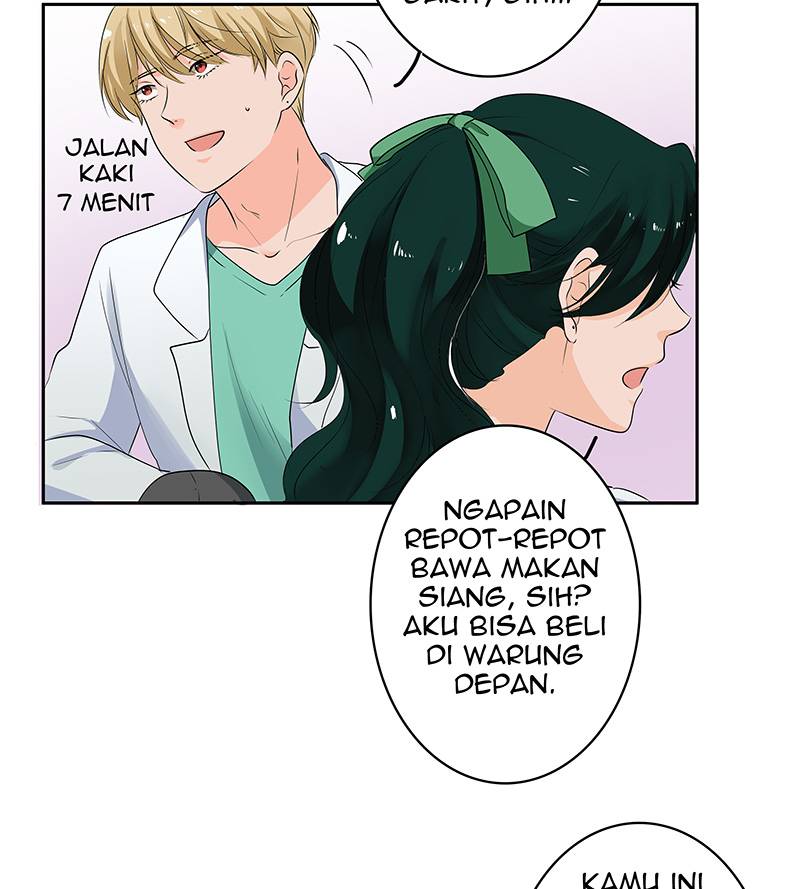 JALAN
KAKI
7 MENIT
NGAPAIN
REPOT-REPOT
BAWA MAKAN
SIANG, SIH?
AKU BISA BELI
DI WARUNG
DEPAN.
KAMU INI